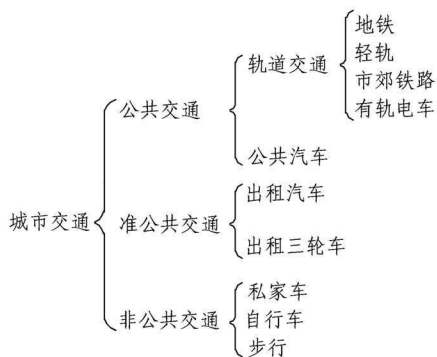 城市交通
公共交通
轨道交通
地铁
轻轨
市郊铁路
有轨电车
公共汽车
准公共交通
出租汽车
出租三轮车
非公共交通
私家车
自行车
步行